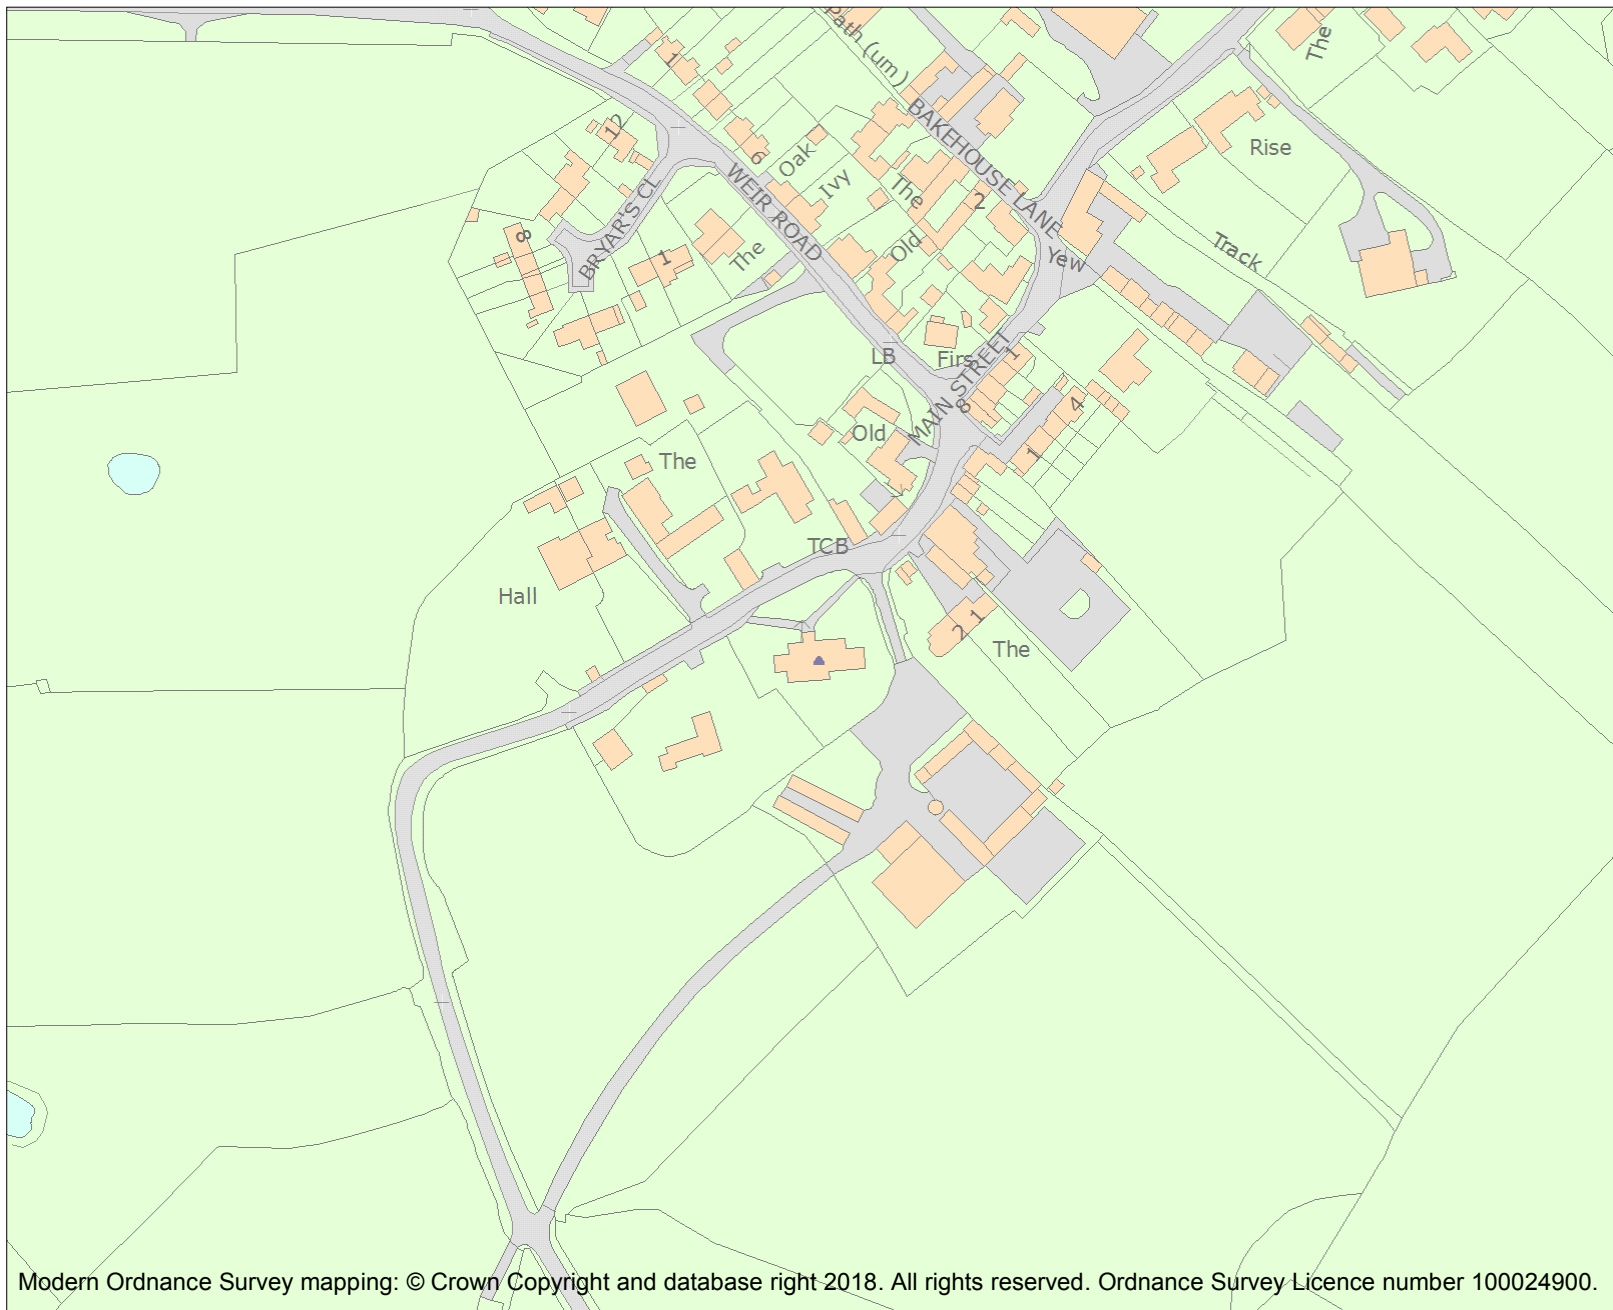 Path (um)
The
1
BAKEHOUSE LANE
12
6
Oak
Rise
Ivy
The
2
WEIR ROAD
BRYAR'S CL
8
1
The
Old
Yew
Track
LB
Firs
1
MAIN STREET
8
4
Old
1
The
TCB
Hall
1
2
The
Modern Ordnance Survey mapping: © Crown Copyright and database right 2018. All rights reserved. Ordnance Survey Licence number 100024900.